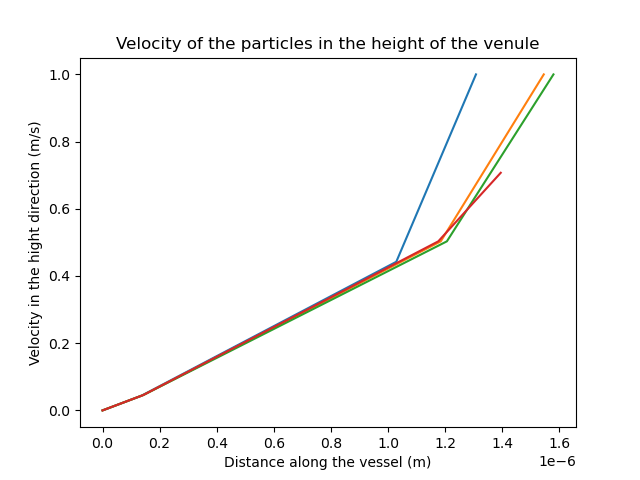 Velocity of the particles in the height of the venule
Velocity in the hight direction (m/s)
1.0
0.8
0.6
0.4
0.2
0.0
0.0 0.2 0.4 0.6 0.8 1.0 1.2 1.4 1.6
1e−6
Distance along the vessel (m)